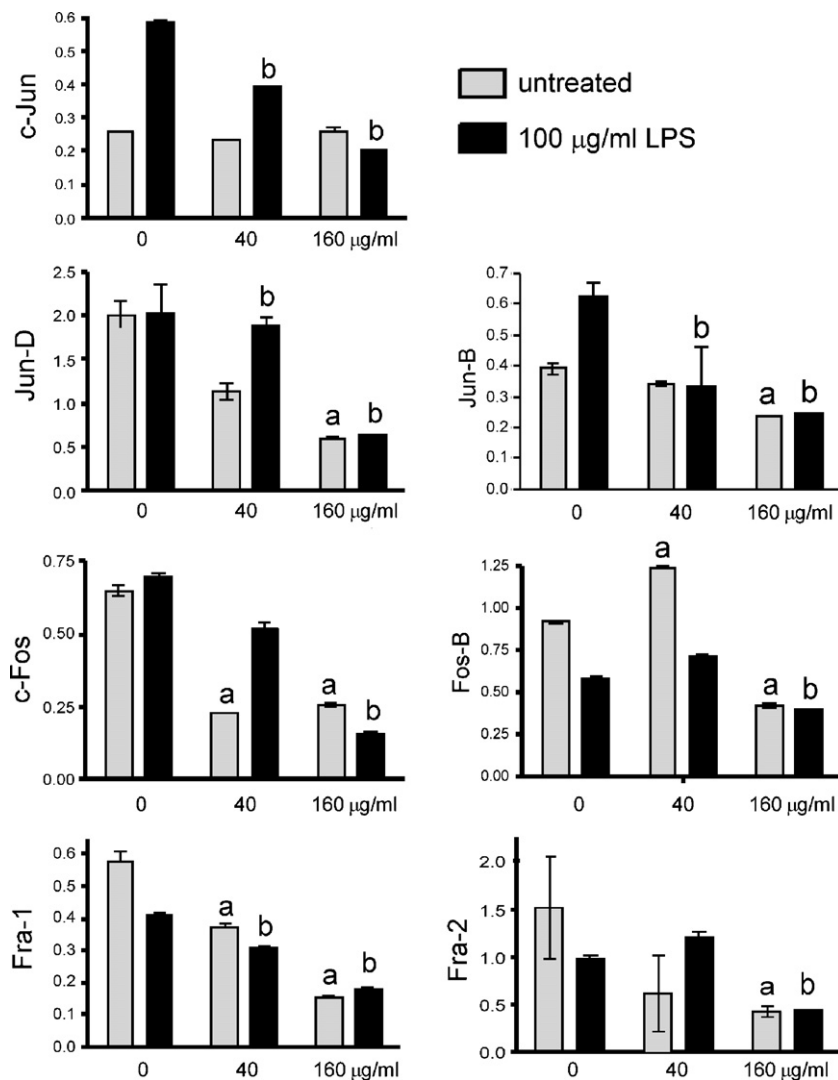 c-Jun
0.6
0.5
0.4
0.3
0.2
0.1
0.0
b
b
0 40 160 μg/ml
untreated
100 μg/ml LPS
Jun-D
2.5
2.0
1.5
1.0
0.5
0.0
b
a b
0 40 160 μg/ml
Jun-B
0.7
0.6
0.5
0.4
0.3
0.2
0.1
0.0
b
a b
0 40 160 μg/ml
c-Fos
0.75
0.50
0.25
0.00
a
a b
0 40 160 μg/ml
Fos-B
1.25
1.00
0.75
0.50
0.25
0.00
a
a b
0 40 160 μg/ml
Fra-1
0.6
0.5
0.4
0.3
0.2
0.1
0.0
a b
a b
0 40 160 μg/ml
Fra-2
2.0
1.5
1.0
0.5
0.0
a b
0 40 160 μg/ml